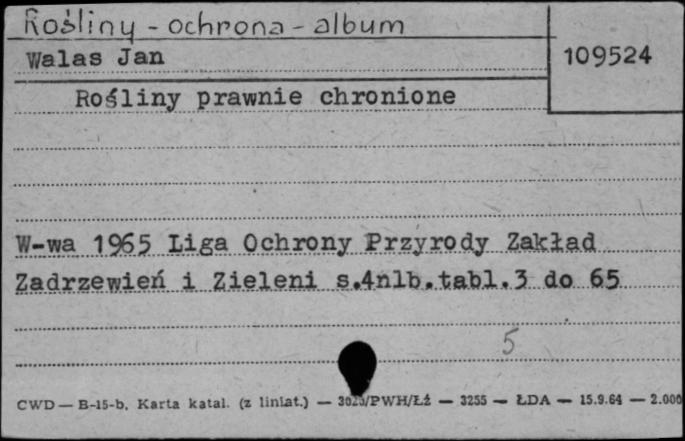 Rośliny - ochrona - album
Walas Jan
109524
Rośliny prawnie chronione
W-wa 1965 Liga Ochrony Przyrody Zakład
Zadrzewień i Zieleni s.4nlb.tabl.3 do 65
5
CWD — B-15-b. Karta katal. (z liniat.) — /PWH/Łż — 3255 — ŁDA — 15.9.64 — 2.000